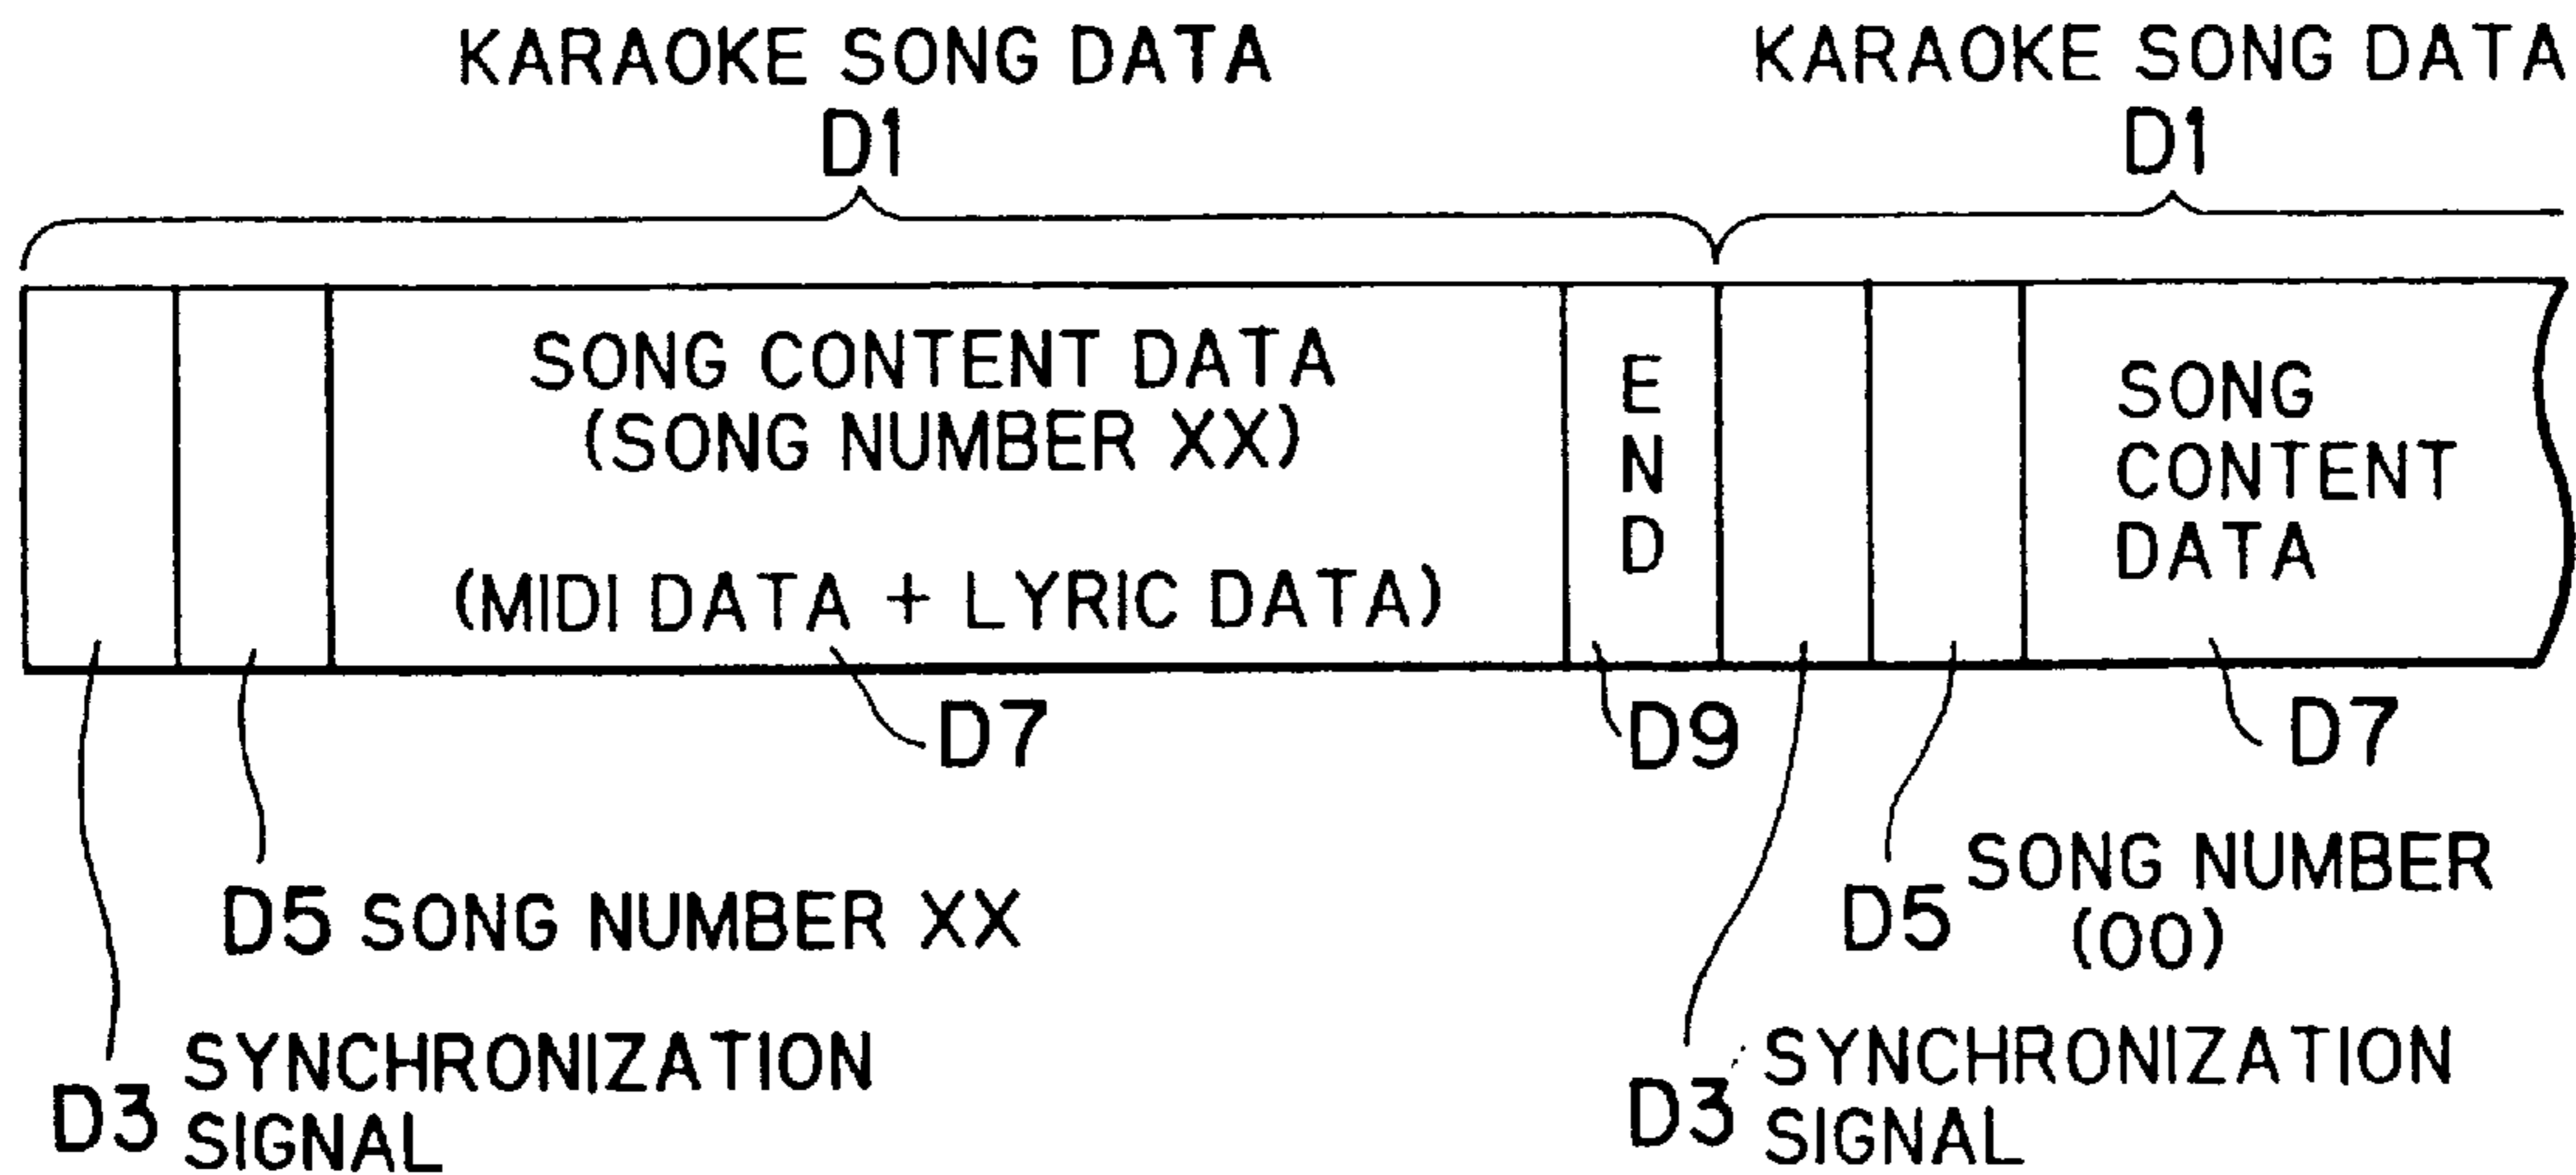 KARAOKE SONG DATA
D1
KARAOKE SONG DATA
D1
SONG CONTENT DATA
(SONG NUMBER XX)
(MIDI DATA + LYRIC DATA)
E
N
D
SONG
CONTENT
DATA
D7
D9
D7
D5 SONG NUMBER XX
D5 SONG NUMBER
(OO)
D3 SYNCHRONIZATION
SIGNAL
D3 SYNCHRONIZATION
SIGNAL